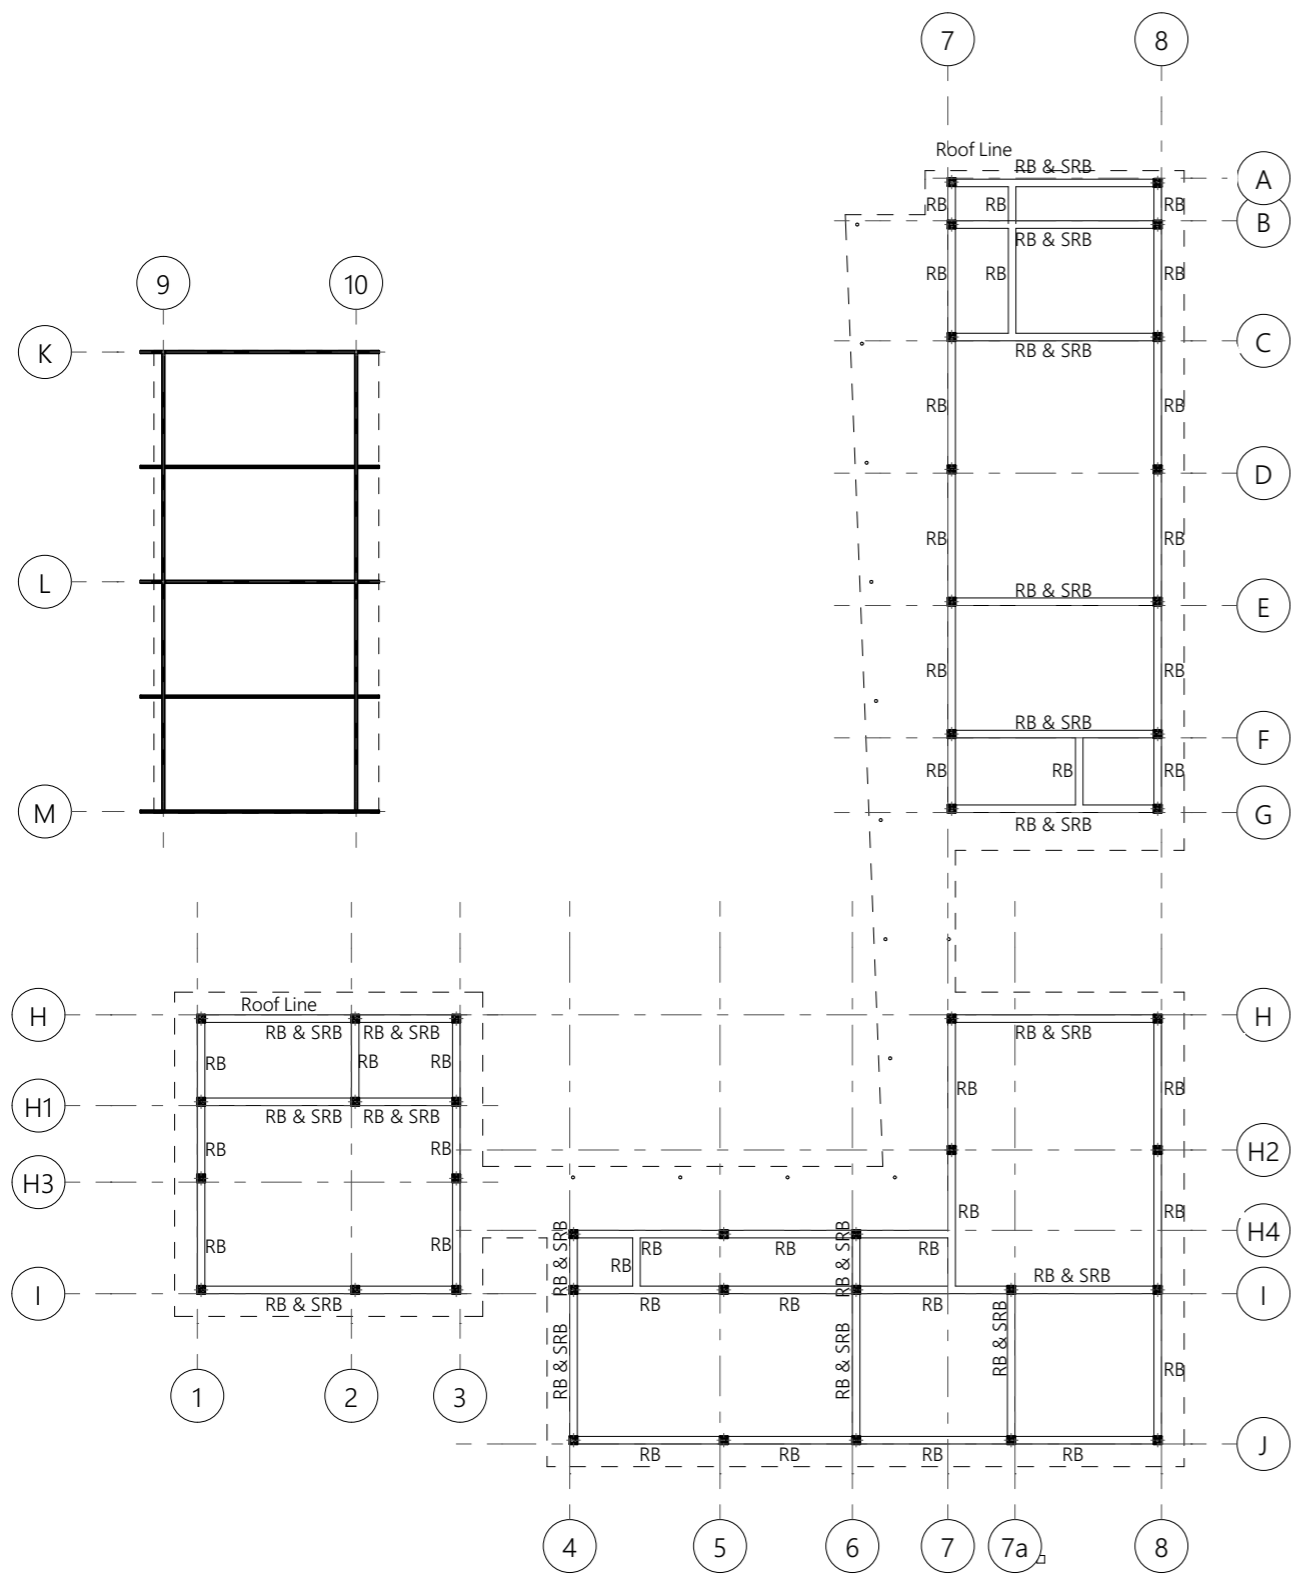 7 8
Roof Line
RB & SRB
A
RB RB RB
B
RB & SRB
9 10
RB RB RB
K
C
RB & SRB
RB RB
D
RB RB
L
RB & SRB
E
RB RB
RB & SRB
F
RB RB RB
M
G
RB & SRB
Roof Line
H
H
RB & SRB RB & SRB
RB & SRB
RB RB RB
RB RB
H1
RB & SRB RB & SRB
RB RB
H2
H3
RB RB
H4
RB & SRB
RB & SRB
RB RB
RB RB RB
RB
RB & SRB
I
I
RB & SRB
RB RB RB
RB & SRB
RB & SRB
RB & SRB
RB
1 2 3
J
RB RB RB RB
4 5 6 7 7a 8